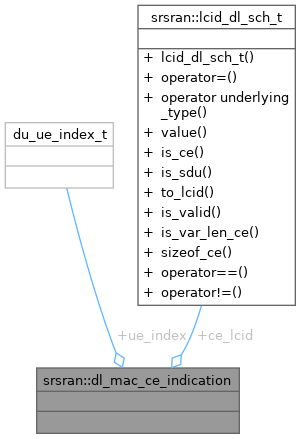 srsran::lcid_dl_sch_t
+ lcid_dl_sch_t()
+ operator=()
+ operator underlying
_type()
+ value()
+ is_ce()
+ is_sdu()
+ to_lcid()
+ is_valid()
+ is_var_len_ce()
+ sizeof_ce()
+ operator==()
+ operator!=()
du_ue_index_t
+ue_index
+ce_lcid
srsran::dl_mac_ce_indication